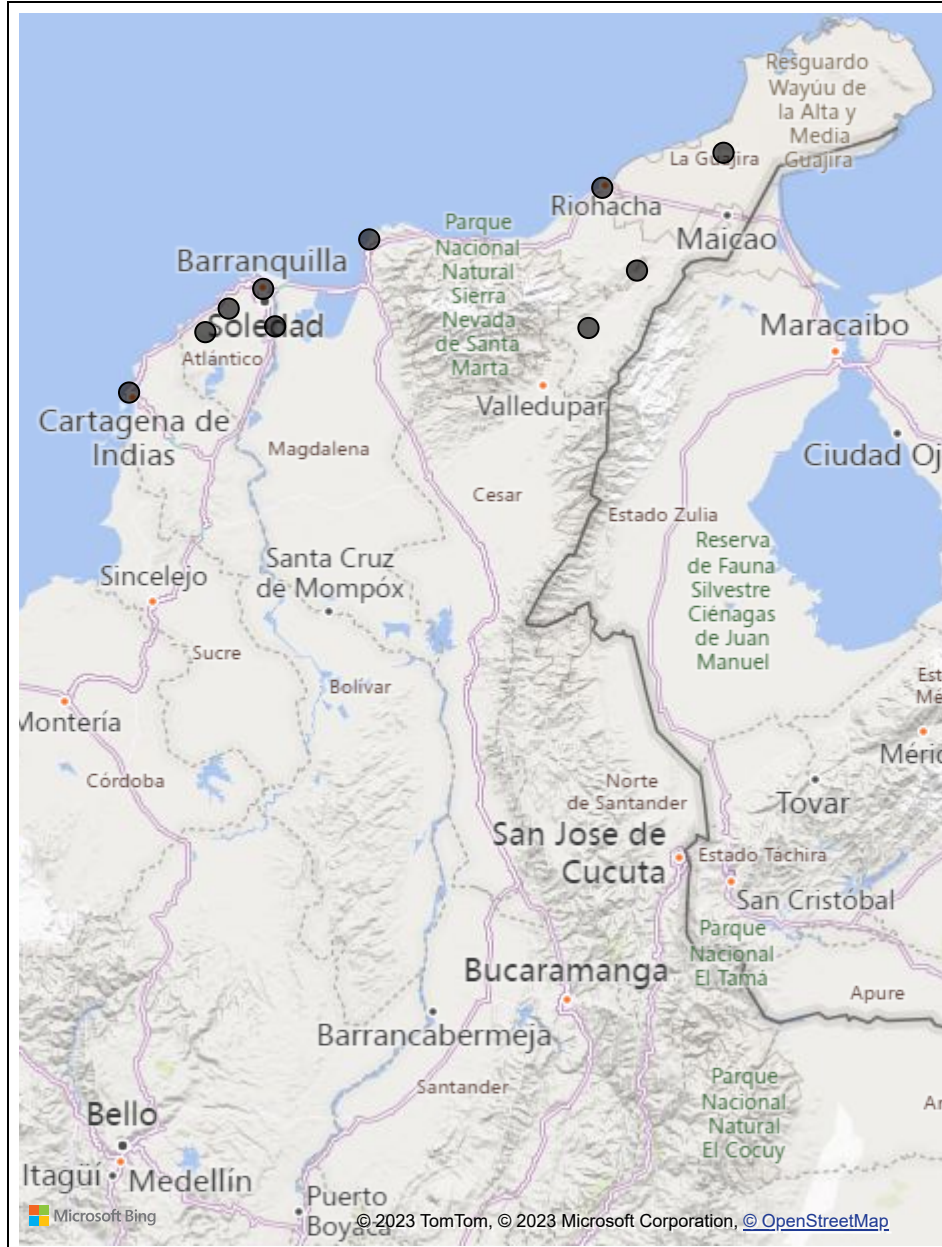 Resguardo
Wayúu de
la Alta y
Media
Guajira
La Guajira
Riohacha
Maicao
Parque
Nacional
Natural
Sierra
Nevada
de Santa
Marta
Barranquilla
Soledad
Atlántico
Maracaibo
Valledupar
Cartagena de
Indias
Magdalena
Ciudad Oj
Cesar
Estado Zulia
Reserva
de Fauna
Silvestre
Ciénagas
de Juan
Manuel
Santa Cruz
de Mompóx
Sincelejo
Sucre
Bolívar
Est
Me
Montería
Méric
Córdoba
Norte
de Santander
Tovar
San Jose de
Cucuta
Estado Táchira
San Cristóbal
Parque
Nacional
El Tamá
Bucaramanga
Apure
Barrancabermeja
Santander
Parque
Nacional
Natural
El Cocuy
Ar
Bello
Itagüí
Medellín
Puerto
Boyacá
Microsoft Bing
© 2023 TomTom, © 2023 Microsoft Corporation, © OpenStreetMap